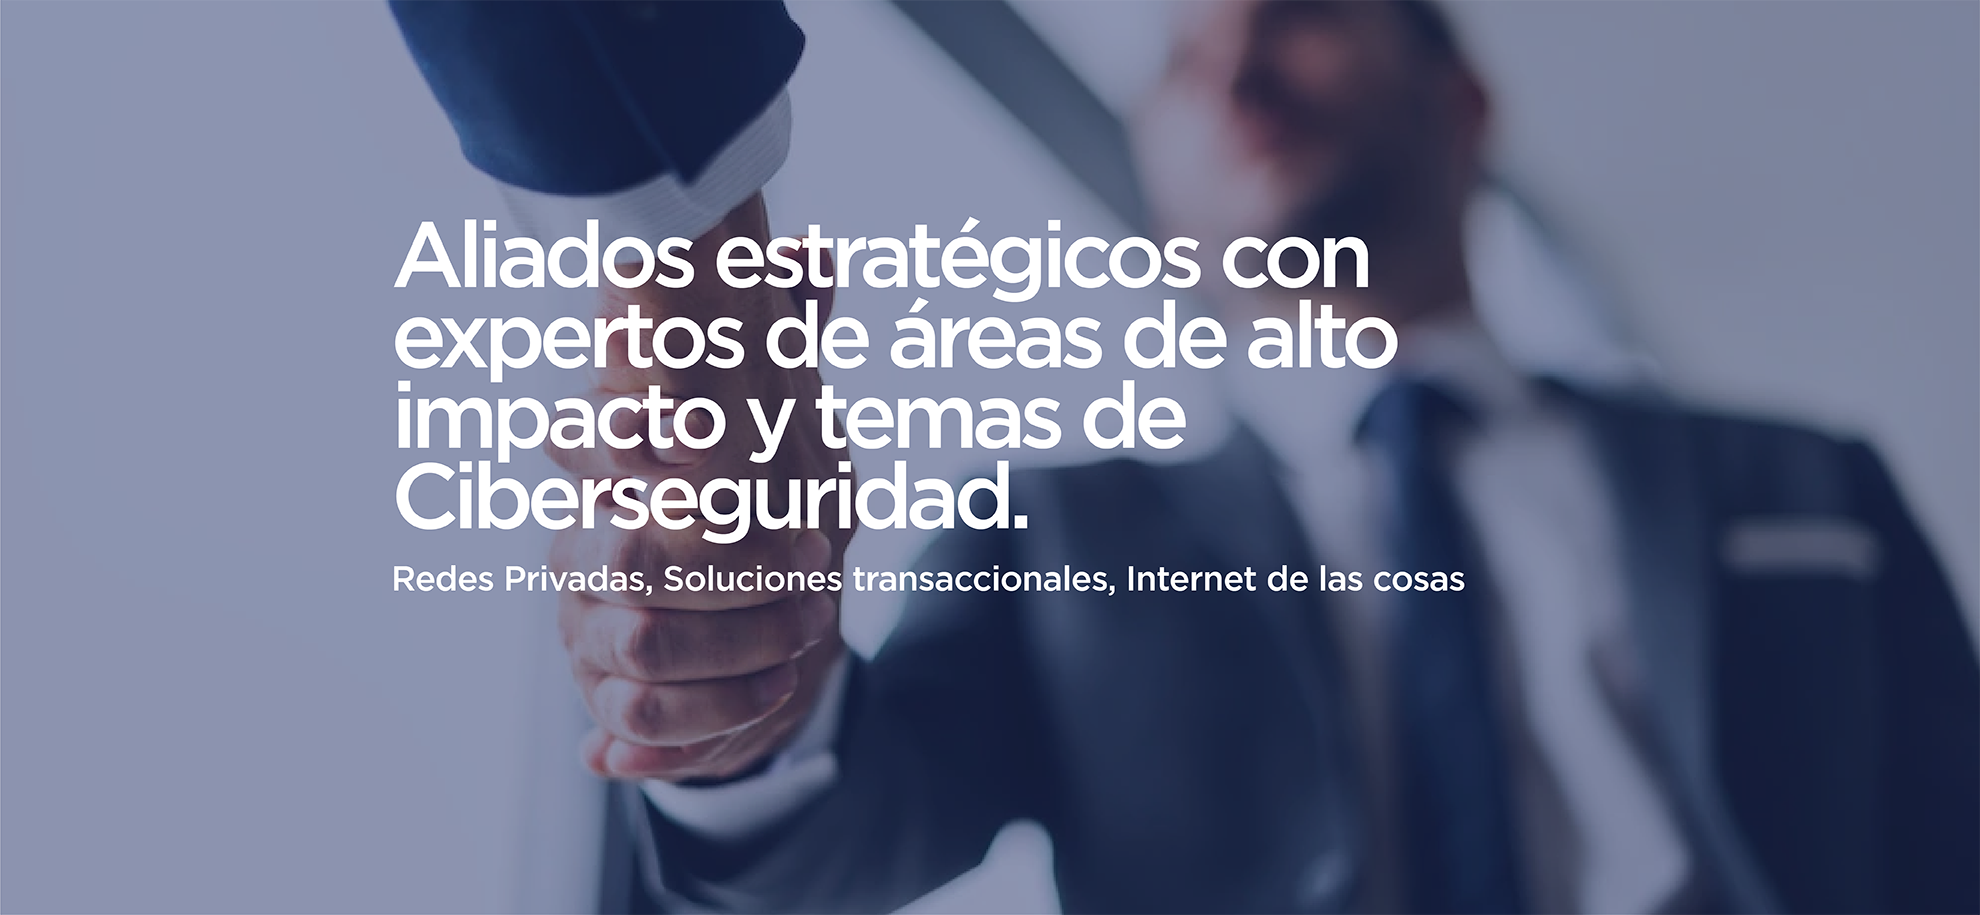 Aliados estratégicos con
expertos de áreas de alto
impacto y temas de
Ciberseguridad.
Redes Privadas, Soluciones transaccionales, Internet de las cosas